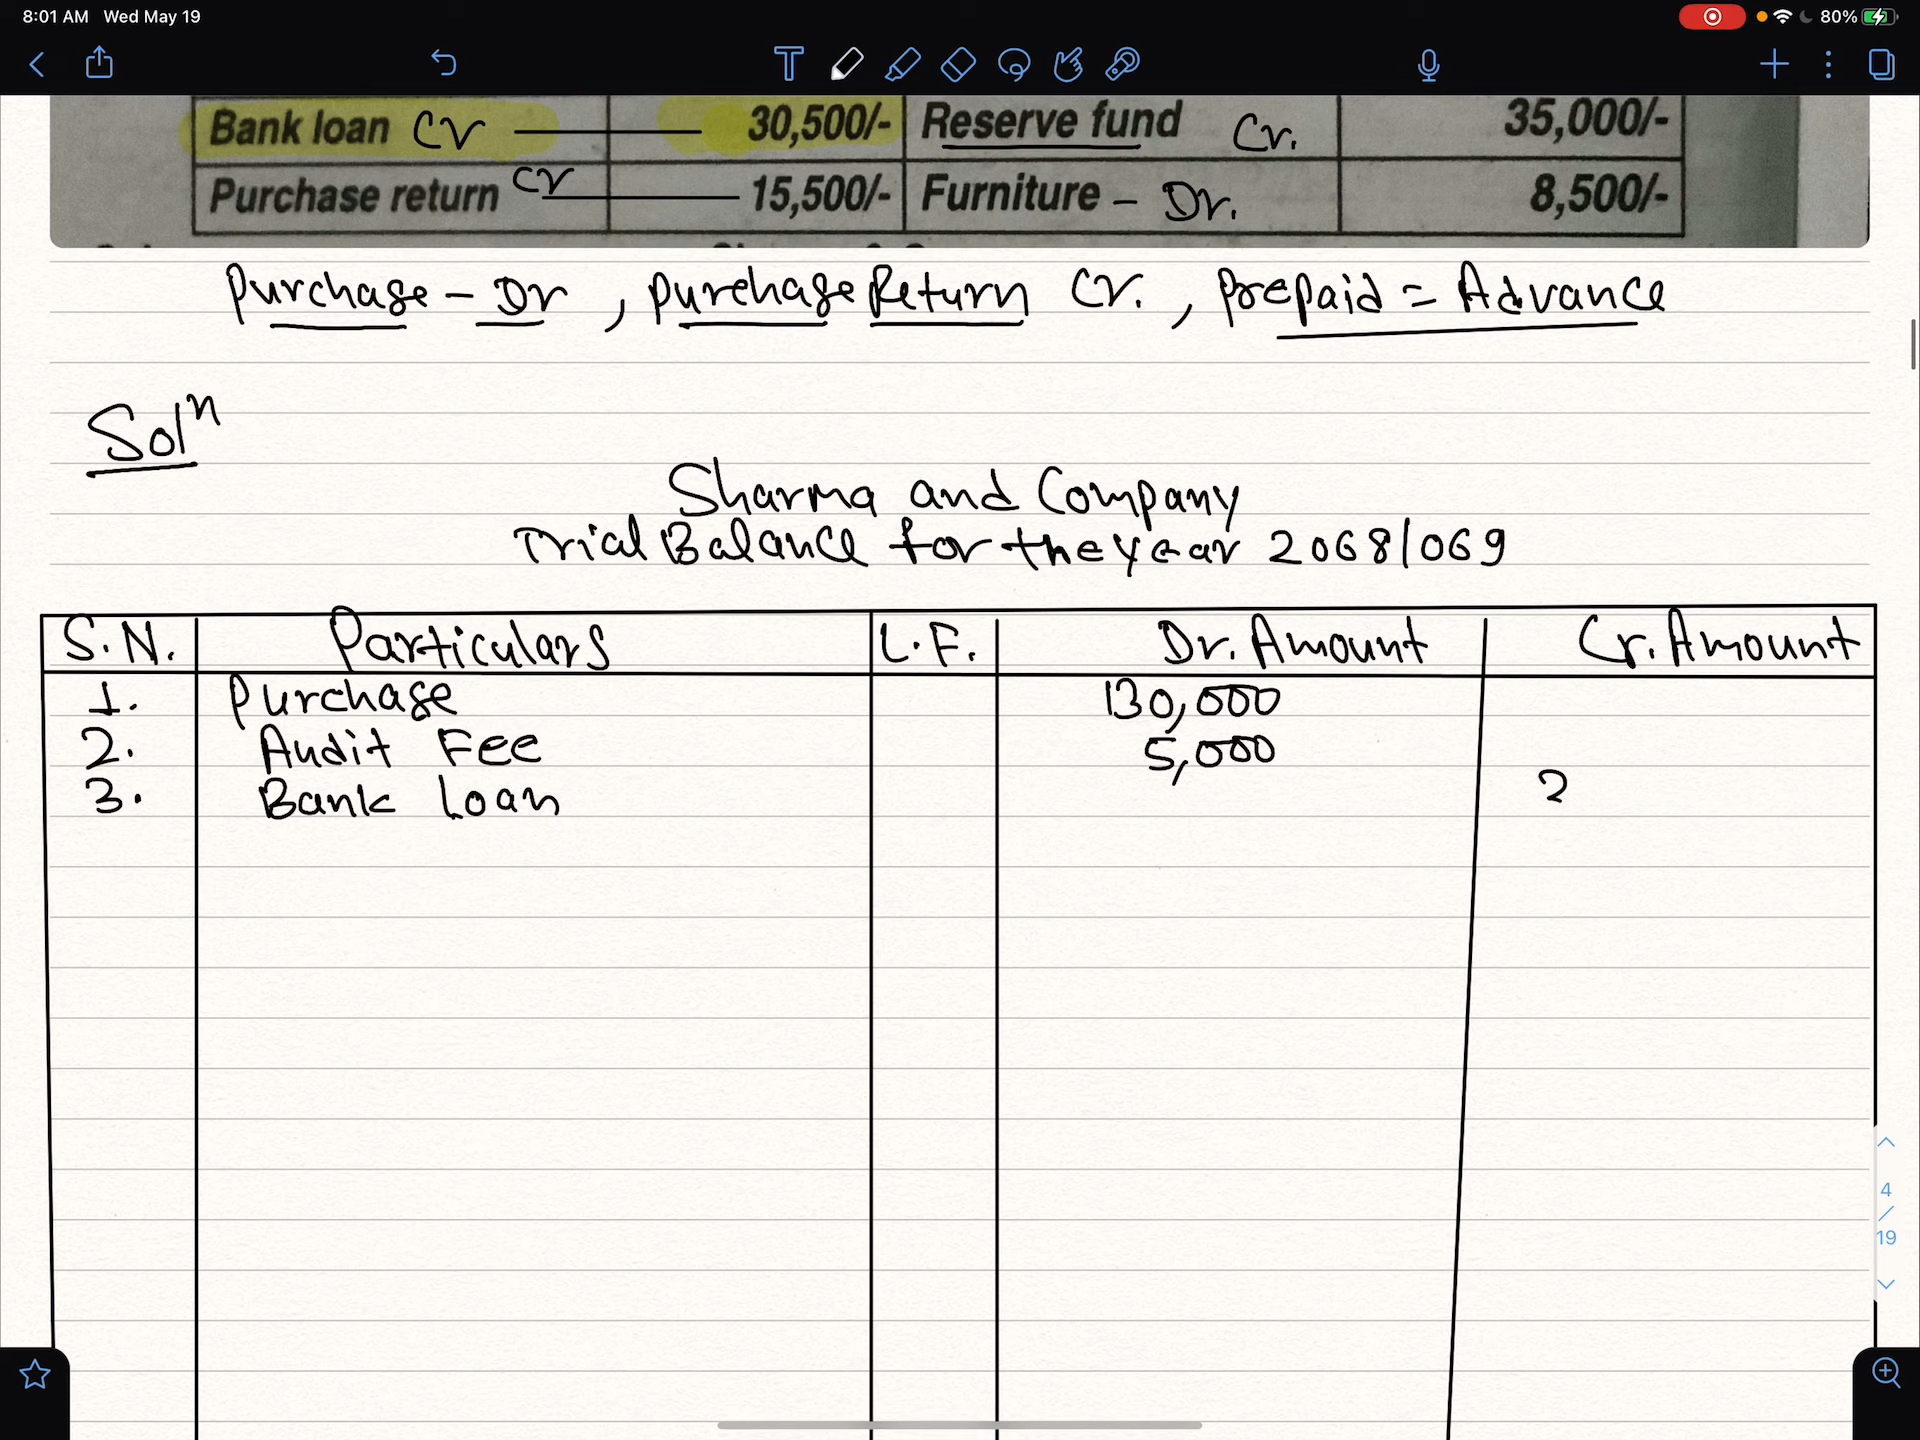 8:01 AM Wed May 19
80%
Bank loan Cr 30,500/- Reserve fund Cr. 35,000/-
Purchase return Cr 15,500/- Furniture - Dr. 8,500/-
Purchase - Dr , purchase Return Cr. , prepaid = Advance
Solⁿ
Sharma and Company
Trial Balance for the year 2068/069
S.N. Particulars L.F. Dr. Amount Cr. Amount
1. Purchase 130,000
2. Audit Fee 5,000
3. Bank Loan 3
4
/
19